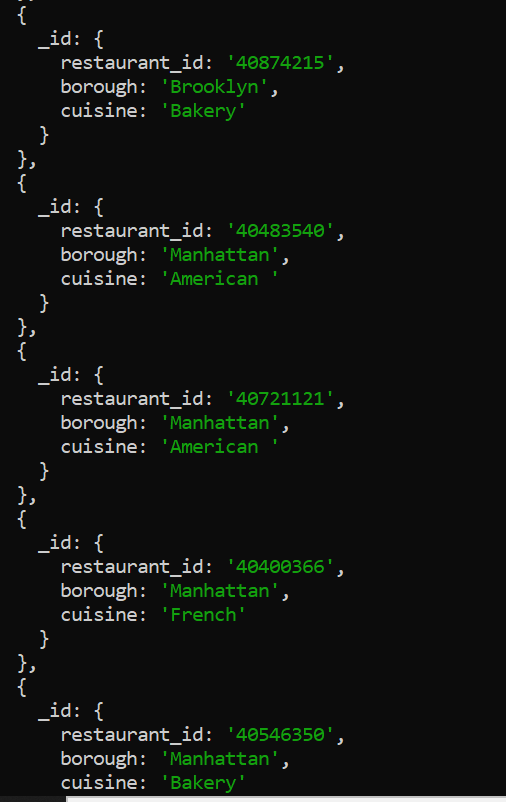 {
_id: {
restaurant_id: '40874215',
borough: 'Brooklyn',
cuisine: 'Bakery'
}
},
{
_id: {
restaurant_id: '40483540',
borough: 'Manhattan',
cuisine: 'American '
}
},
{
_id: {
restaurant_id: '40721121',
borough: 'Manhattan',
cuisine: 'American '
}
},
{
_id: {
restaurant_id: '40400366',
borough: 'Manhattan',
cuisine: 'French'
}
},
{
_id: {
restaurant_id: '40546350',
borough: 'Manhattan',
cuisine: 'Bakery'